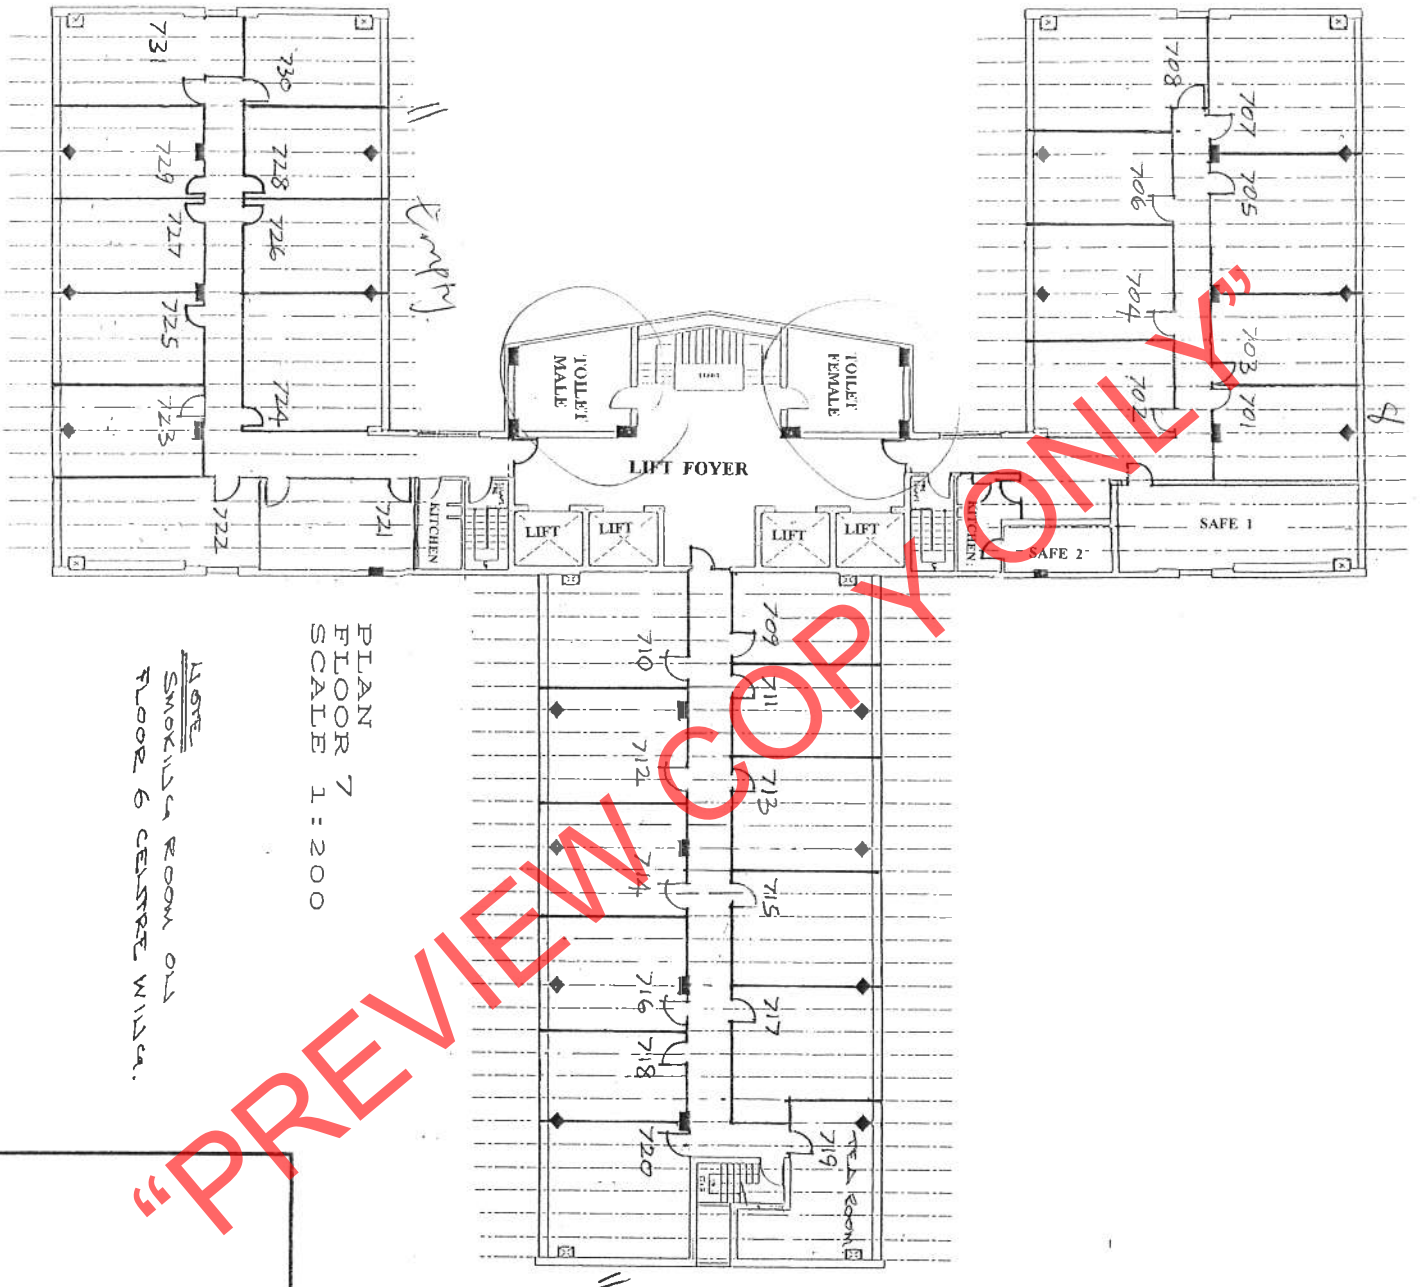 731
730
729
728
727
726
725
724
723
722
721
Empty.
708
707
706
705
704
703
702
701
TOILET
MALE
TOILET
FEMALE
LIFT FOYER
LIFT
LIFT
LIFT
LIFT
KITCHEN
KITCHEN
SAFE 1
SAFE 2
709
710
711
712
713
714
715
716
717
718
719
TEA ROOM
720
PLAN
FLOOR 7
SCALE 1:200
NOTE
SMOKING ROOM ON
FLOOR 6 CENTRE WING.
“PREVIEW COPY ONLY”